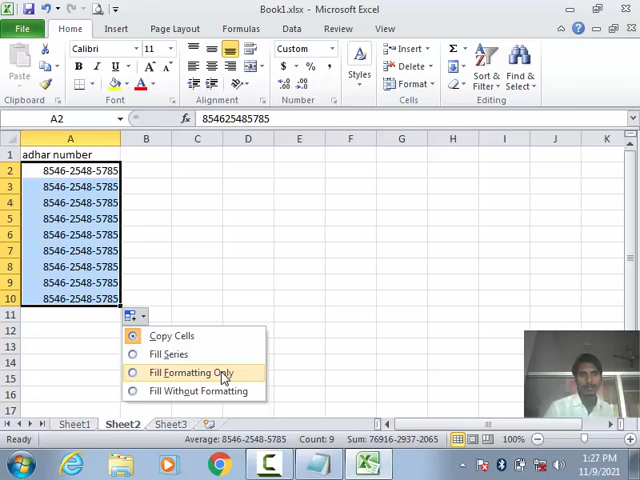 Book1.xlsx - Microsoft Excel
File Home Insert Page Layout Formulas Data Review View
Calibri 11 Custom Insert Σ
Paste Styles Delete Sort & Filter Find & Select
B I U A $ % , Format
Clipboard Font Alignment Number Cells Editing
A2 fx 854625485785
A B C D E F G H I J K
1 adhar number
2 8546-2548-5785
3 8546-2548-5785
4 8546-2548-5785
5 8546-2548-5785
6 8546-2548-5785
7 8546-2548-5785
8 8546-2548-5785
9 8546-2548-5785
10 8546-2548-5785
11
12 Copy Cells
13 Fill Series
14 Fill Formatting Only
15 Fill Without Formatting
16
17
Sheet1 Sheet2 Sheet3
Ready Average: 8546-2548-5785 Count: 9 Sum: 76916-2937-2065 100%
1:27 PM
11/9/2021